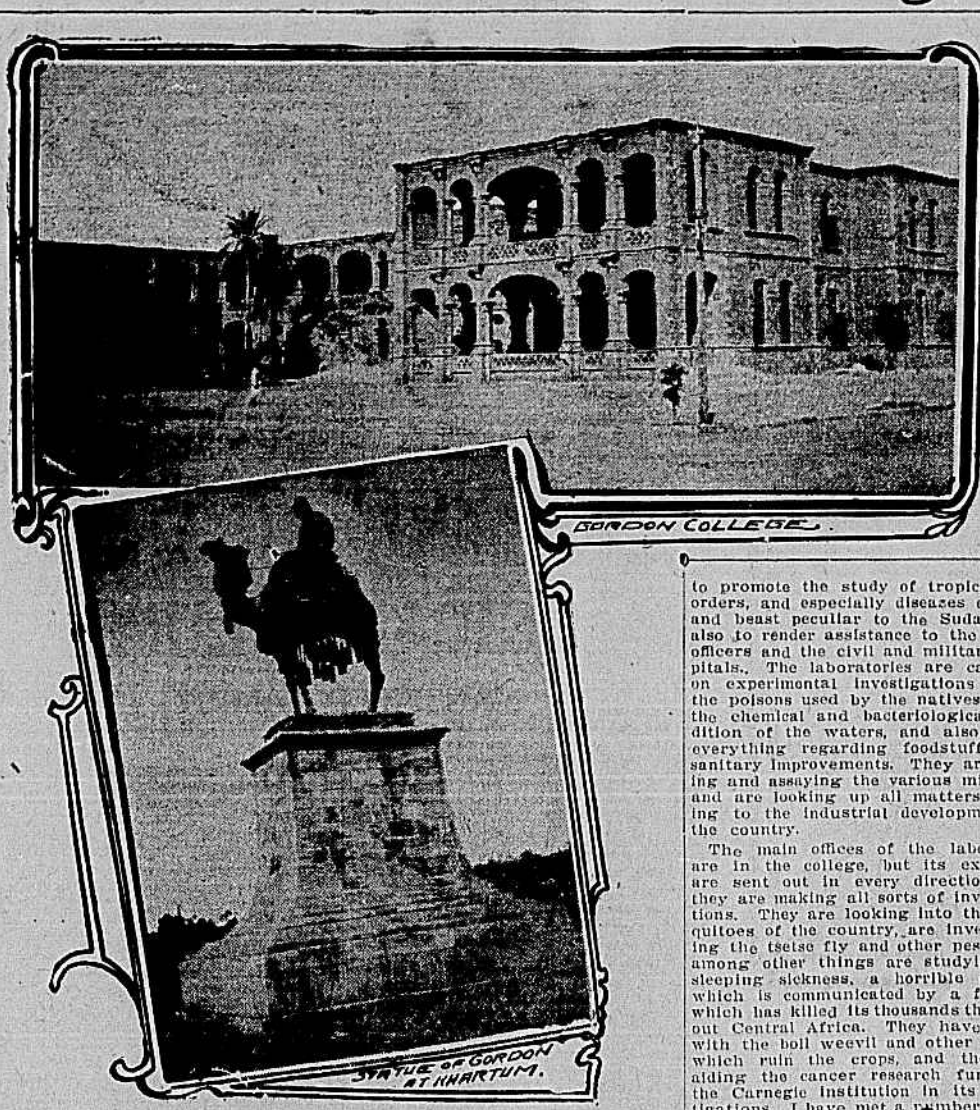 GORDON COLLEGE.
STATUE OF GORDON
AT KHARTUM.
to promote the study of tropic
orders, and especially diseases
and beast peculiar to the Suda
also to render assistance to the
officers and the civil and militar
pitals. The laboratories are ca
on experimental investigations
the poisons used by the natives
the chemical and bacteriologica
dition of the waters, and also
everything regarding foodstuff
sanitary improvements. They ar
ing and assaying the various m
and are looking up all matters
ing to the industrial developm
the country.
The main offices of the labo
are in the college, but its ex
are sent out in every directio
they are making all sorts of inv
tions. They are looking into th
quitoes of the country, are inve
ing the tsetse fly and other pes
among other things are studyi
sleeping sickness, a horrible
which is communicated by a f
which has killed its thousands th
out Central Africa. They have
with the boll weevil and other
which ruin the crops, and the
aiding the cancer research fun
the Carnegie Institution in its
tigations. I have met a number